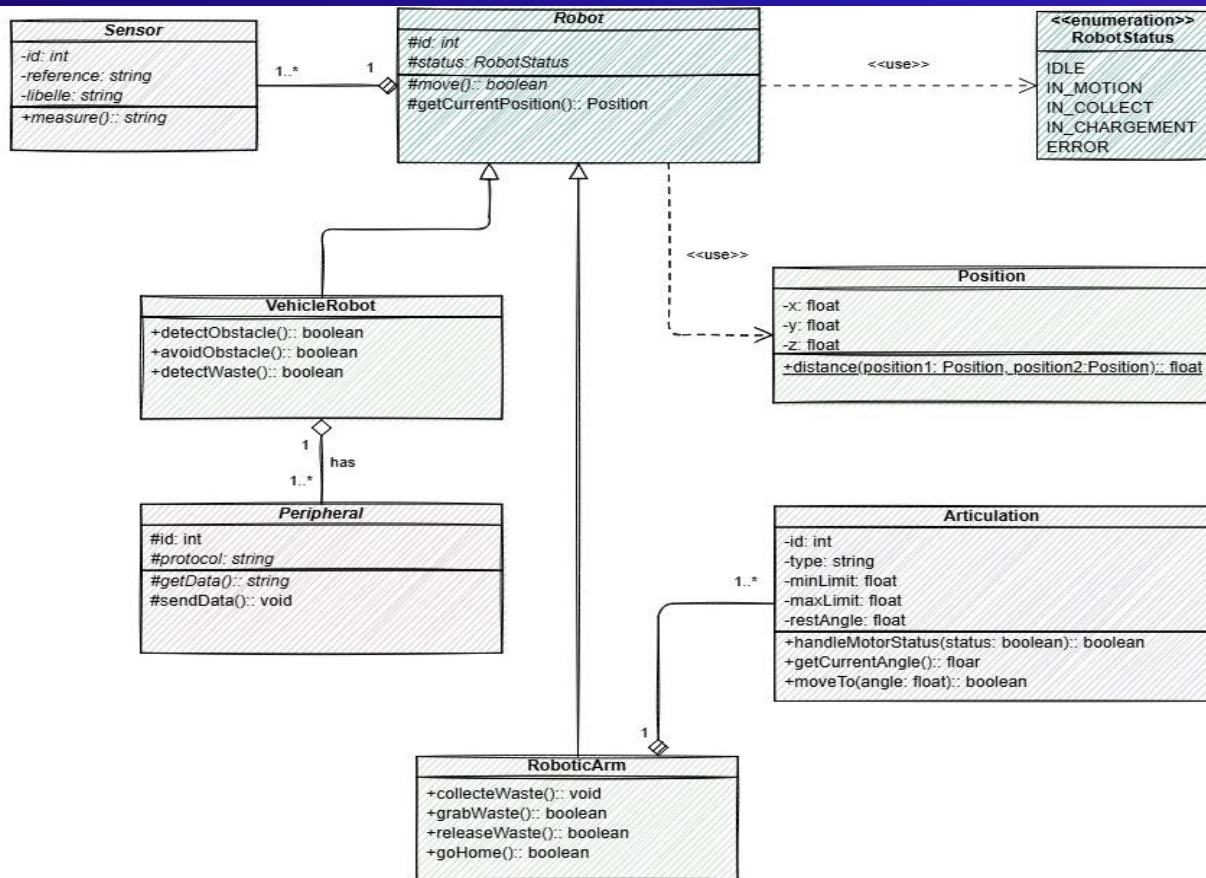 Sensor
-id: int
-reference: string
-libelle: string
+measure():: string
1..*
1
Robot
#id: int
#status: RobotStatus
#move():: boolean
#getCurrentPosition():: Position
<<use>>
<<enumeration>>
RobotStatus
IDLE
IN_MOTION
IN_COLLECT
IN_CHARGEMENT
ERROR
<<use>>
VehicleRobot
+detectObstacle():: boolean
+avoidObstacle():: boolean
+detectWaste():: boolean
Position
-x: float
-y: float
-z: float
+distance(position1: Position, position2:Position):: float
1
has
1..*
Peripheral
#id: int
#protocol: string
#getData():: string
#sendData():: void
Articulation
-id: int
-type: string
-minLimit: float
-maxLimit: float
-restAngle: float
+handleMotorStatus(status: boolean):: boolean
+getCurrentAngle():: floar
+moveTo(angle: float):: boolean
1..*
1
RoboticArm
+collecteWaste():: void
+grabWaste():: boolean
+releaseWaste():: boolean
+goHome():: boolean